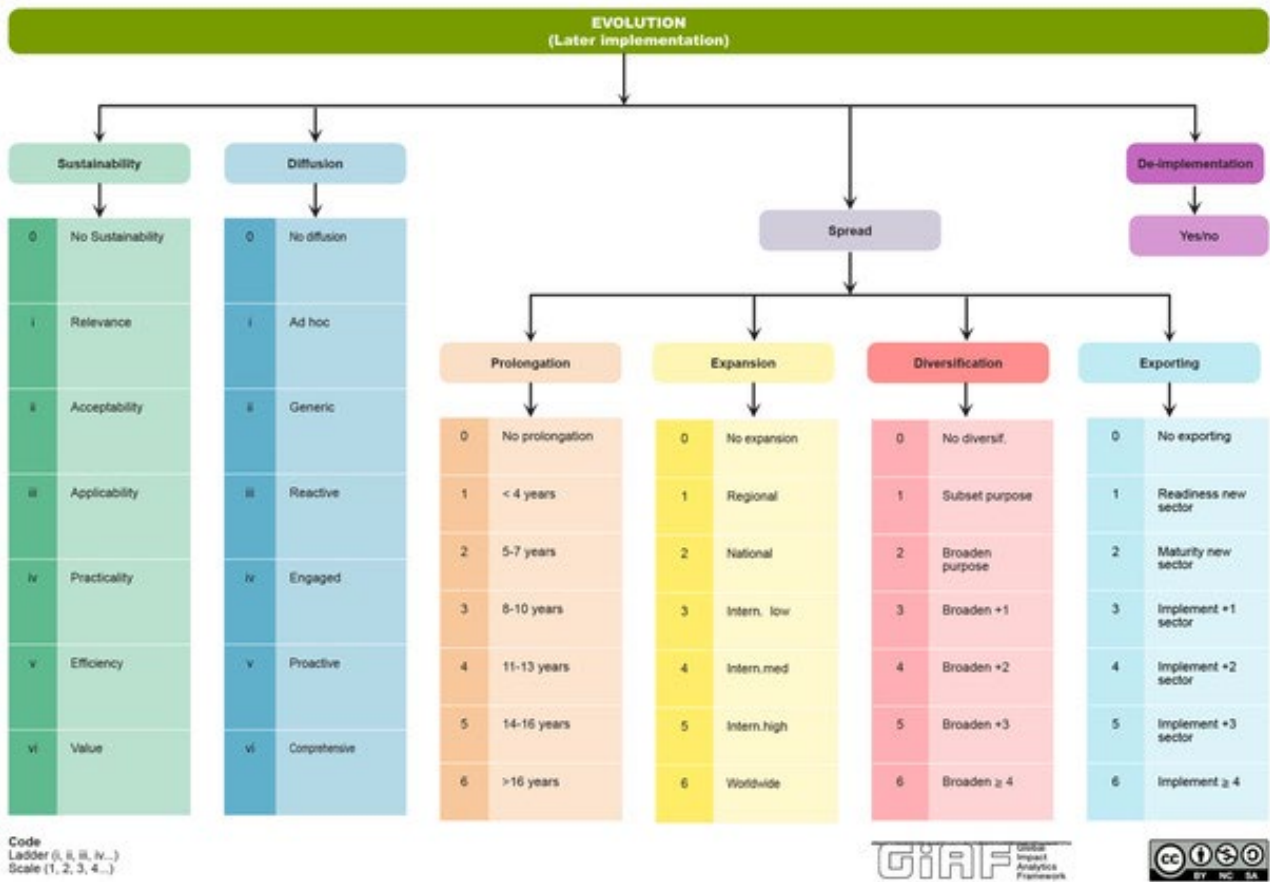 EVOLUTION
(Later implementation)
Sustainability
0 No Sustainability
i Relevance
ii Acceptability
iii Applicability
iv Practicality
v Efficiency
vi Value
Diffusion
0 No diffusion
i Ad hoc
ii Generic
iii Reactive
iv Engaged
v Proactive
vi Comprehensive
Spread
Prolongation
0 No prolongation
1 < 4 years
2 5-7 years
3 8-10 years
4 11-13 years
5 14-16 years
6 >16 years
Expansion
0 No expansion
1 Regional
2 National
3 Intern. low
4 Intern.med
5 Intern.high
6 Worldwide
Diversification
0 No diversif.
1 Subset purpose
2 Broaden
purpose
3 Broaden +1
4 Broaden +2
5 Broaden +3
6 Broaden ≥ 4
Exporting
0 No exporting
1 Readiness new
sector
2 Maturity new
sector
3 Implement +1
sector
4 Implement +2
sector
5 Implement +3
sector
6 Implement ≥ 4
De-implementation
Yes/no
Code
Ladder (i, ii, iii, iv...)
Scale (1, 2, 3, 4...)
GiAF
Global
Impact
Analytics
Framework
cc
BY NC SA